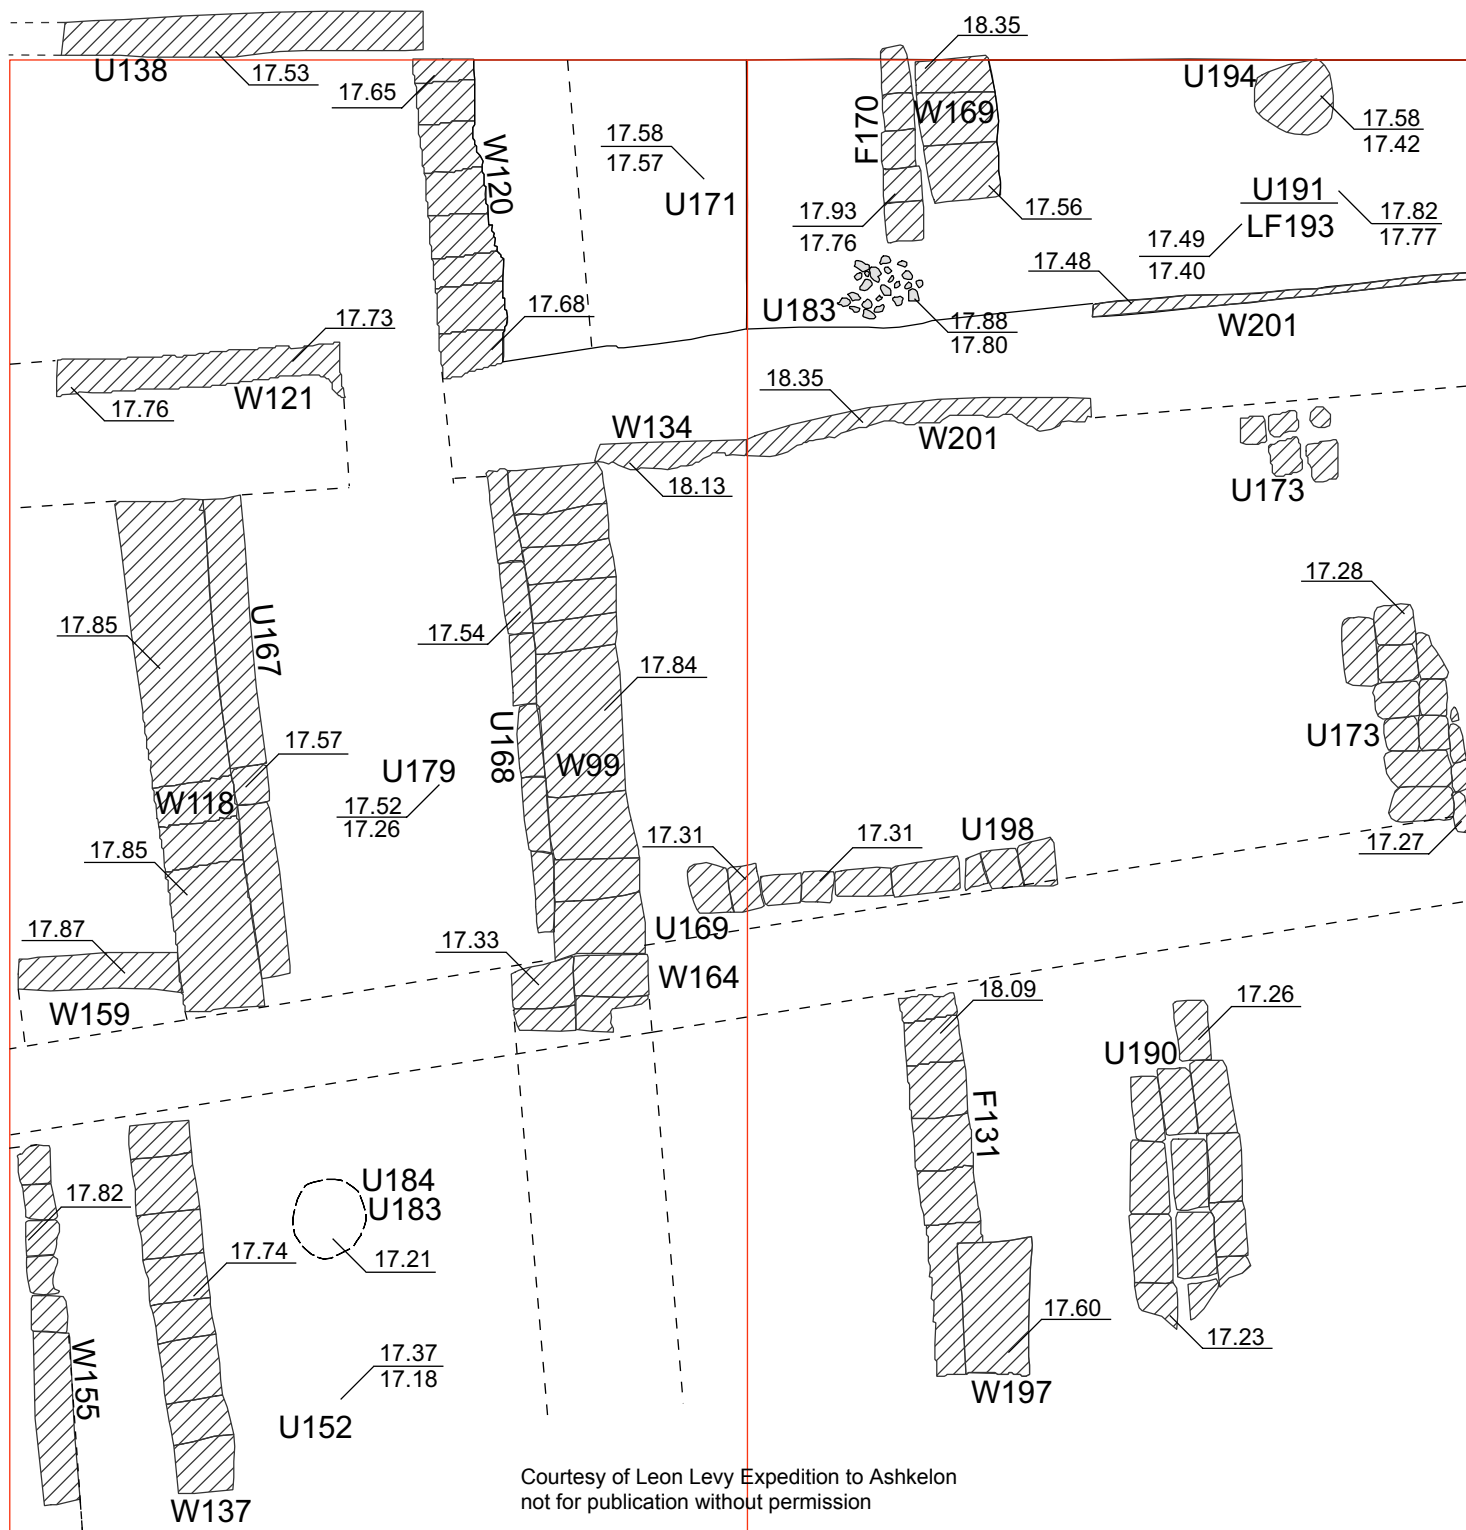 18.35
U138
17.53
17.65
U194
F170
W169
17.58
17.42
17.58
17.57
W120
U171
U191
LF193
17.82
17.77
17.93
17.76
17.56
17.49
17.40
17.48
U183
17.88
17.80
W201
17.73
17.68
W121
17.76
18.35
W134
W201
18.13
U173
17.28
17.85
U167
17.54
17.84
U168
U173
17.57
U179
W99
W118
17.52
17.26
17.85
17.31
17.31
U198
17.27
17.87
17.33
U169
W164
W159
18.09
17.26
U190
F131
U184
U183
17.82
17.74
17.21
17.60
17.23
W155
17.37
17.18
U152
W197
W137
Courtesy of Leon Levy Expedition to Ashkelon
not for publication without permission